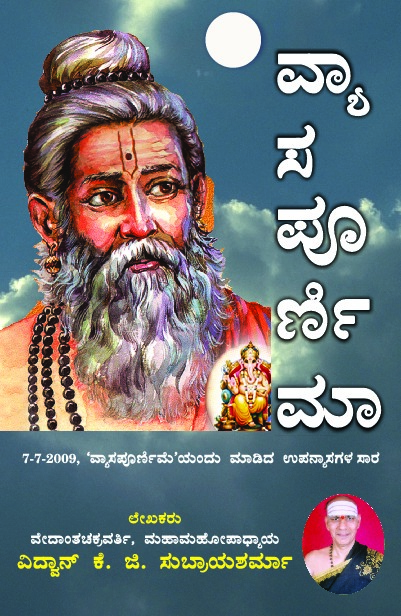 ವ್ಯಾ
ಸ
ಪೂ
ರ್ಣಿ
ಮಾ
7-7-2009, 'ವ್ಯಾಸಪೂರ್ಣಿಮೆ'ಯಂದು ಮಾಡಿದ ಉಪನ್ಯಾಸಗಳ ಸಾರ
ಲೇಖಕರು
ವೇದಾಂತಚಕ್ರವರ್ತಿ, ಮಹಾಮಹೋಪಾಧ್ಯಾಯ
ವಿದ್ವಾನ್ ಕೆ. ಜಿ. ಸುಬ್ರಾಯಶರ್ಮಾ